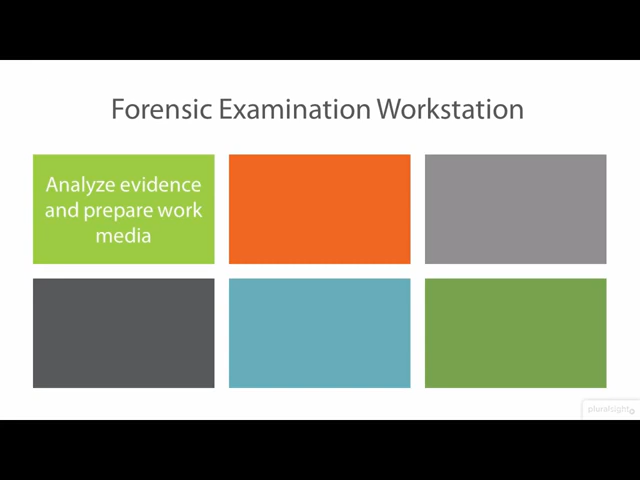 Forensic Examination Workstation
Analyze evidence
and prepare work
media
pluralsight